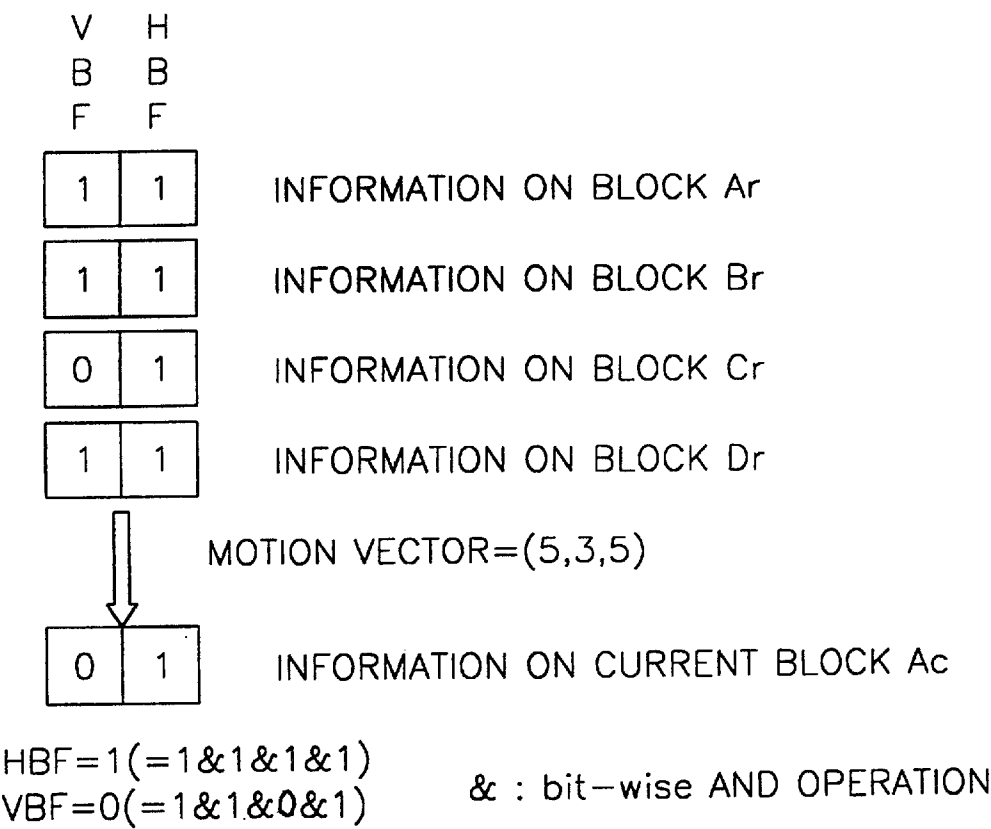 V H
B B
F F
1 1 INFORMATION ON BLOCK Ar
1 1 INFORMATION ON BLOCK Br
0 1 INFORMATION ON BLOCK Cr
1 1 INFORMATION ON BLOCK Dr
MOTION VECTOR=(5,3,5)
0 1 INFORMATION ON CURRENT BLOCK Ac
HBF=1(=1&1&1&1)
VBF=0(=1&1&0&1)
& : bit-wise AND OPERATION